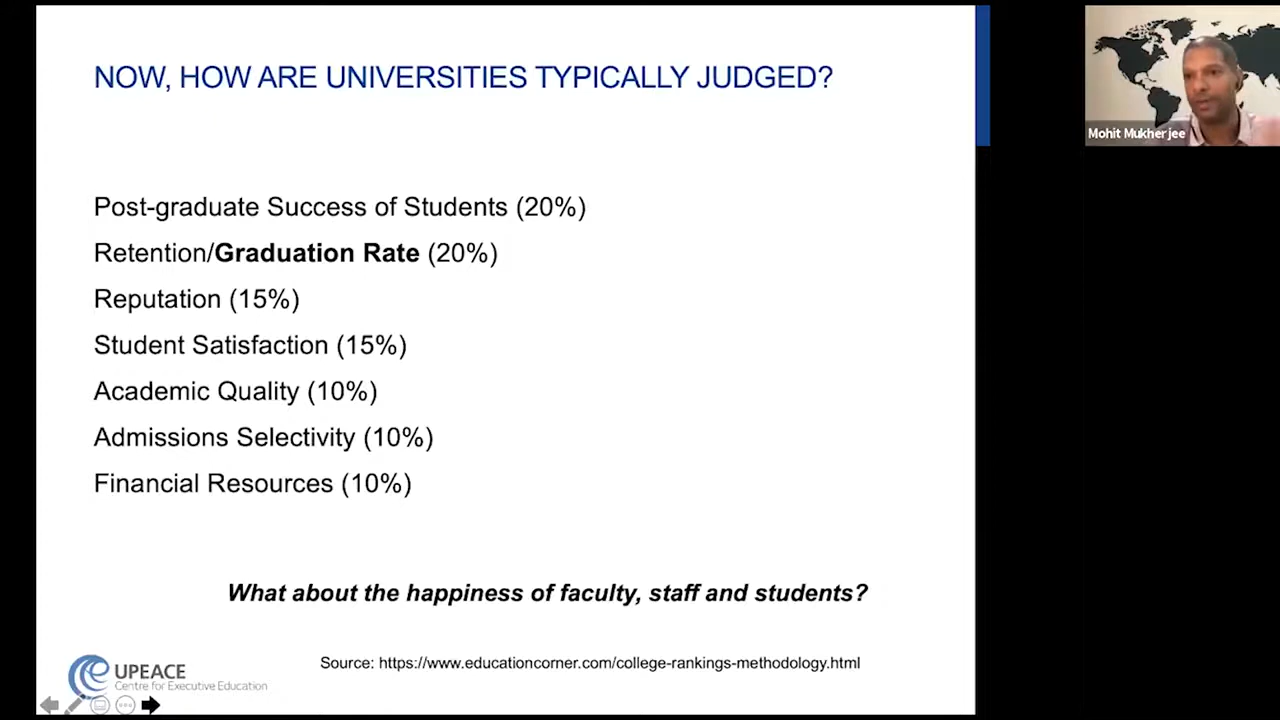 NOW, HOW ARE UNIVERSITIES TYPICALLY JUDGED?
Mohit Mukherjee
Post-graduate Success of Students (20%)
Retention/Graduation Rate (20%)
Reputation (15%)
Student Satisfaction (15%)
Academic Quality (10%)
Admissions Selectivity (10%)
Financial Resources (10%)
What about the happiness of faculty, staff and students?
Source: https://www.educationcorner.com/college-rankings-methodology.html
UPEACE
Centre for Executive Education